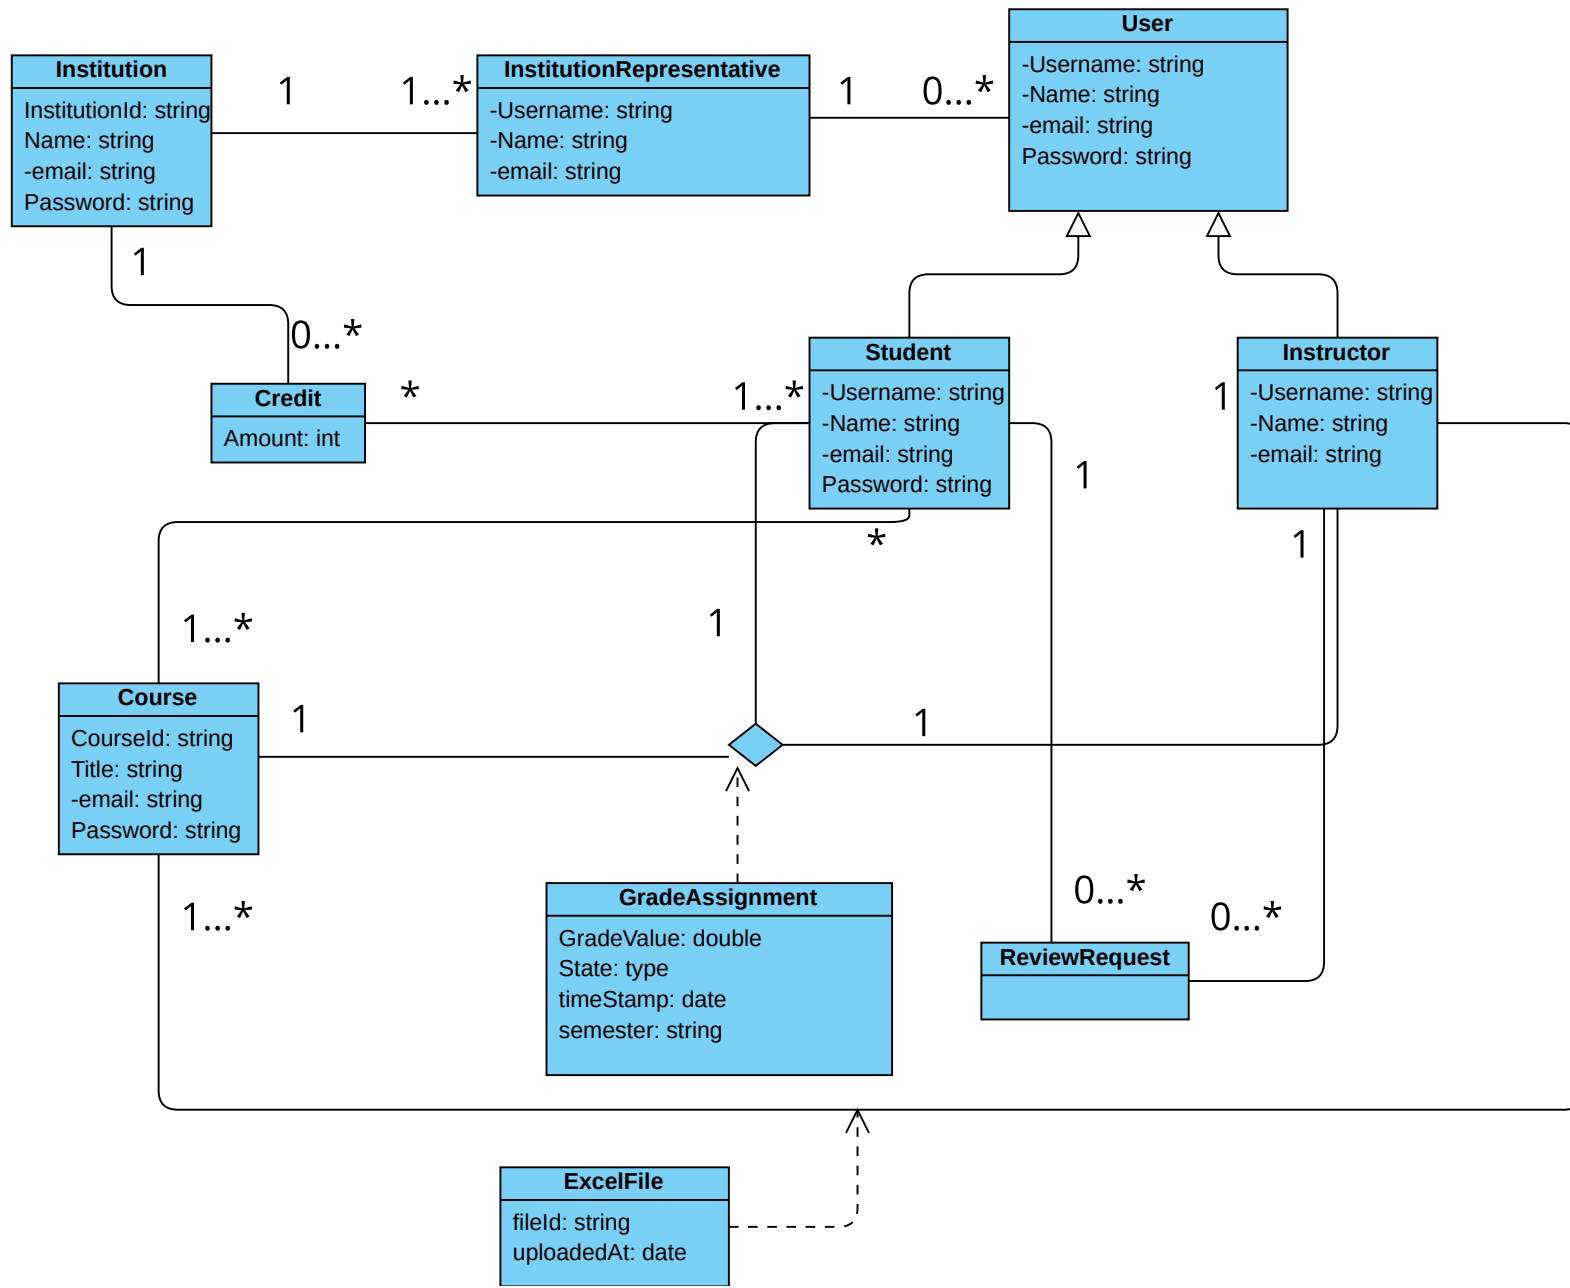 Institution
InstitutionId: string
Name: string
-email: string
Password: string
1
1...*
InstitutionRepresentative
-Username: string
-Name: string
-email: string
1
0...*
User
-Username: string
-Name: string
-email: string
Password: string
1
0...*
Credit
Amount: int
*
1...*
Student
-Username: string
-Name: string
-email: string
Password: string
1
Instructor
-Username: string
-Name: string
-email: string
1
1
*
1...*
1
Course
CourseId: string
Title: string
-email: string
Password: string
1
1
1...*
GradeAssignment
GradeValue: double
State: type
timeStamp: date
semester: string
0...*
0...*
ReviewRequest
ExcelFile
fileId: string
uploadedAt: date